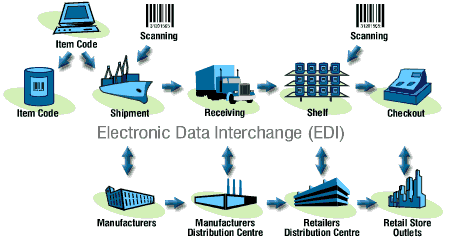 Item Code
Scanning
Scanning
Item Code
Shipment
Receiving
Shelf
Checkout
Electronic Data Interchange (EDI)
Manufacturers
Manufacturers
Distribution Centre
Retailers
Distribution Centre
Retail Store
Outlets